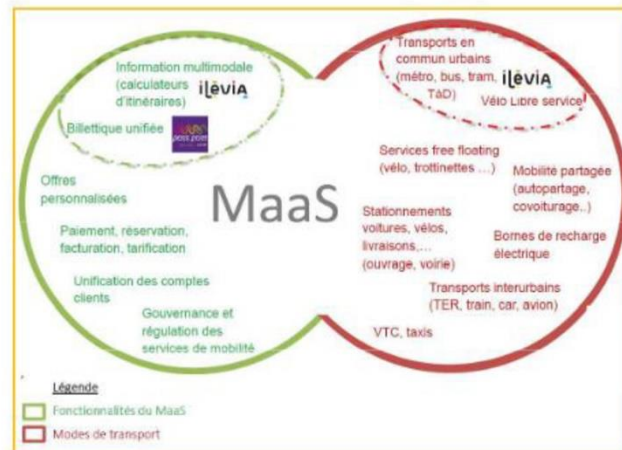 Information multimodale
(calculateurs
d'itinéraires)
ilévia
Billettique unifiée
pass pass
Offres
personnalisées
Paiement, réservation,
facturation, tarification
Unification des comptes
clients
Gouvernance et
régulation des
services de mobilité
MaaS
Transports en
commun urbains
(métro, bus, tram,
TàD)
ilévia
Vélo Libre service
Services free floating
(vélo, trottinettes ...)
Mobilité partagée
(autopartage,
covoiturage..)
Stationnements
voitures, vélos,
livraisons,...
(ouvrage, voirie)
Bornes de recharge
électrique
Transports interurbains
(TER, train, car, avion)
VTC, taxis
Légende
Fonctionnalités du MaaS
Modes de transport